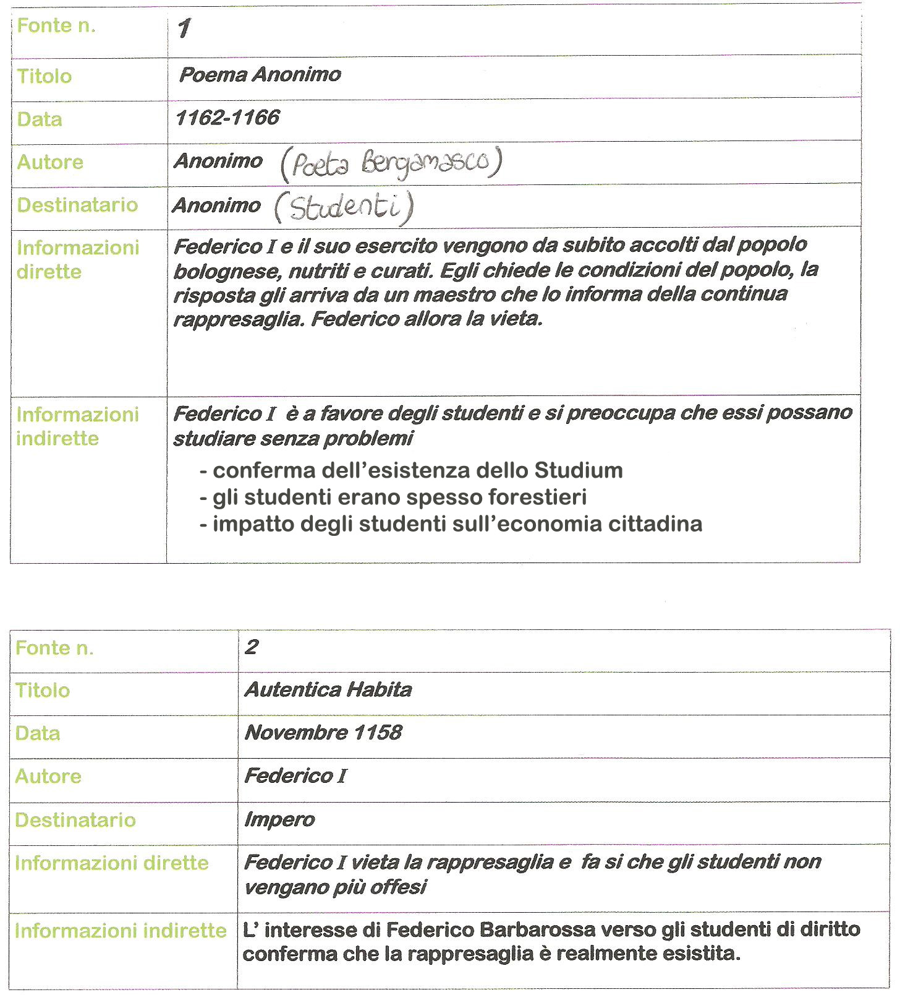 Fonte n. 1
Titolo Poema Anonimo
Data 1162-1166
Autore Anonimo (Poeta Bergamasco)
Destinatario Anonimo (Studenti)
Informazioni dirette
Federico I e il suo esercito vengono da subito accolti dal popolo
bolognese, nutriti e curati. Egli chiede le condizioni del popolo, la
risposta gli arriva da un maestro che lo informa della continua
rappresaglia. Federico allora la vieta.
Informazioni indirette
Federico I è a favore degli studenti e si preoccupa che essi possano
studiare senza problemi
- conferma dell’esistenza dello Studium
- gli studenti erano spesso forestieri
- impatto degli studenti sull’economia cittadina
Fonte n. 2
Titolo Autentica Habita
Data Novembre 1158
Autore Federico I
Destinatario Impero
Informazioni dirette Federico I vieta la rappresaglia e fa si che gli studenti non
vengano più offesi
Informazioni indirette L’ interesse di Federico Barbarossa verso gli studenti di diritto
conferma che la rappresaglia è realmente esistita.